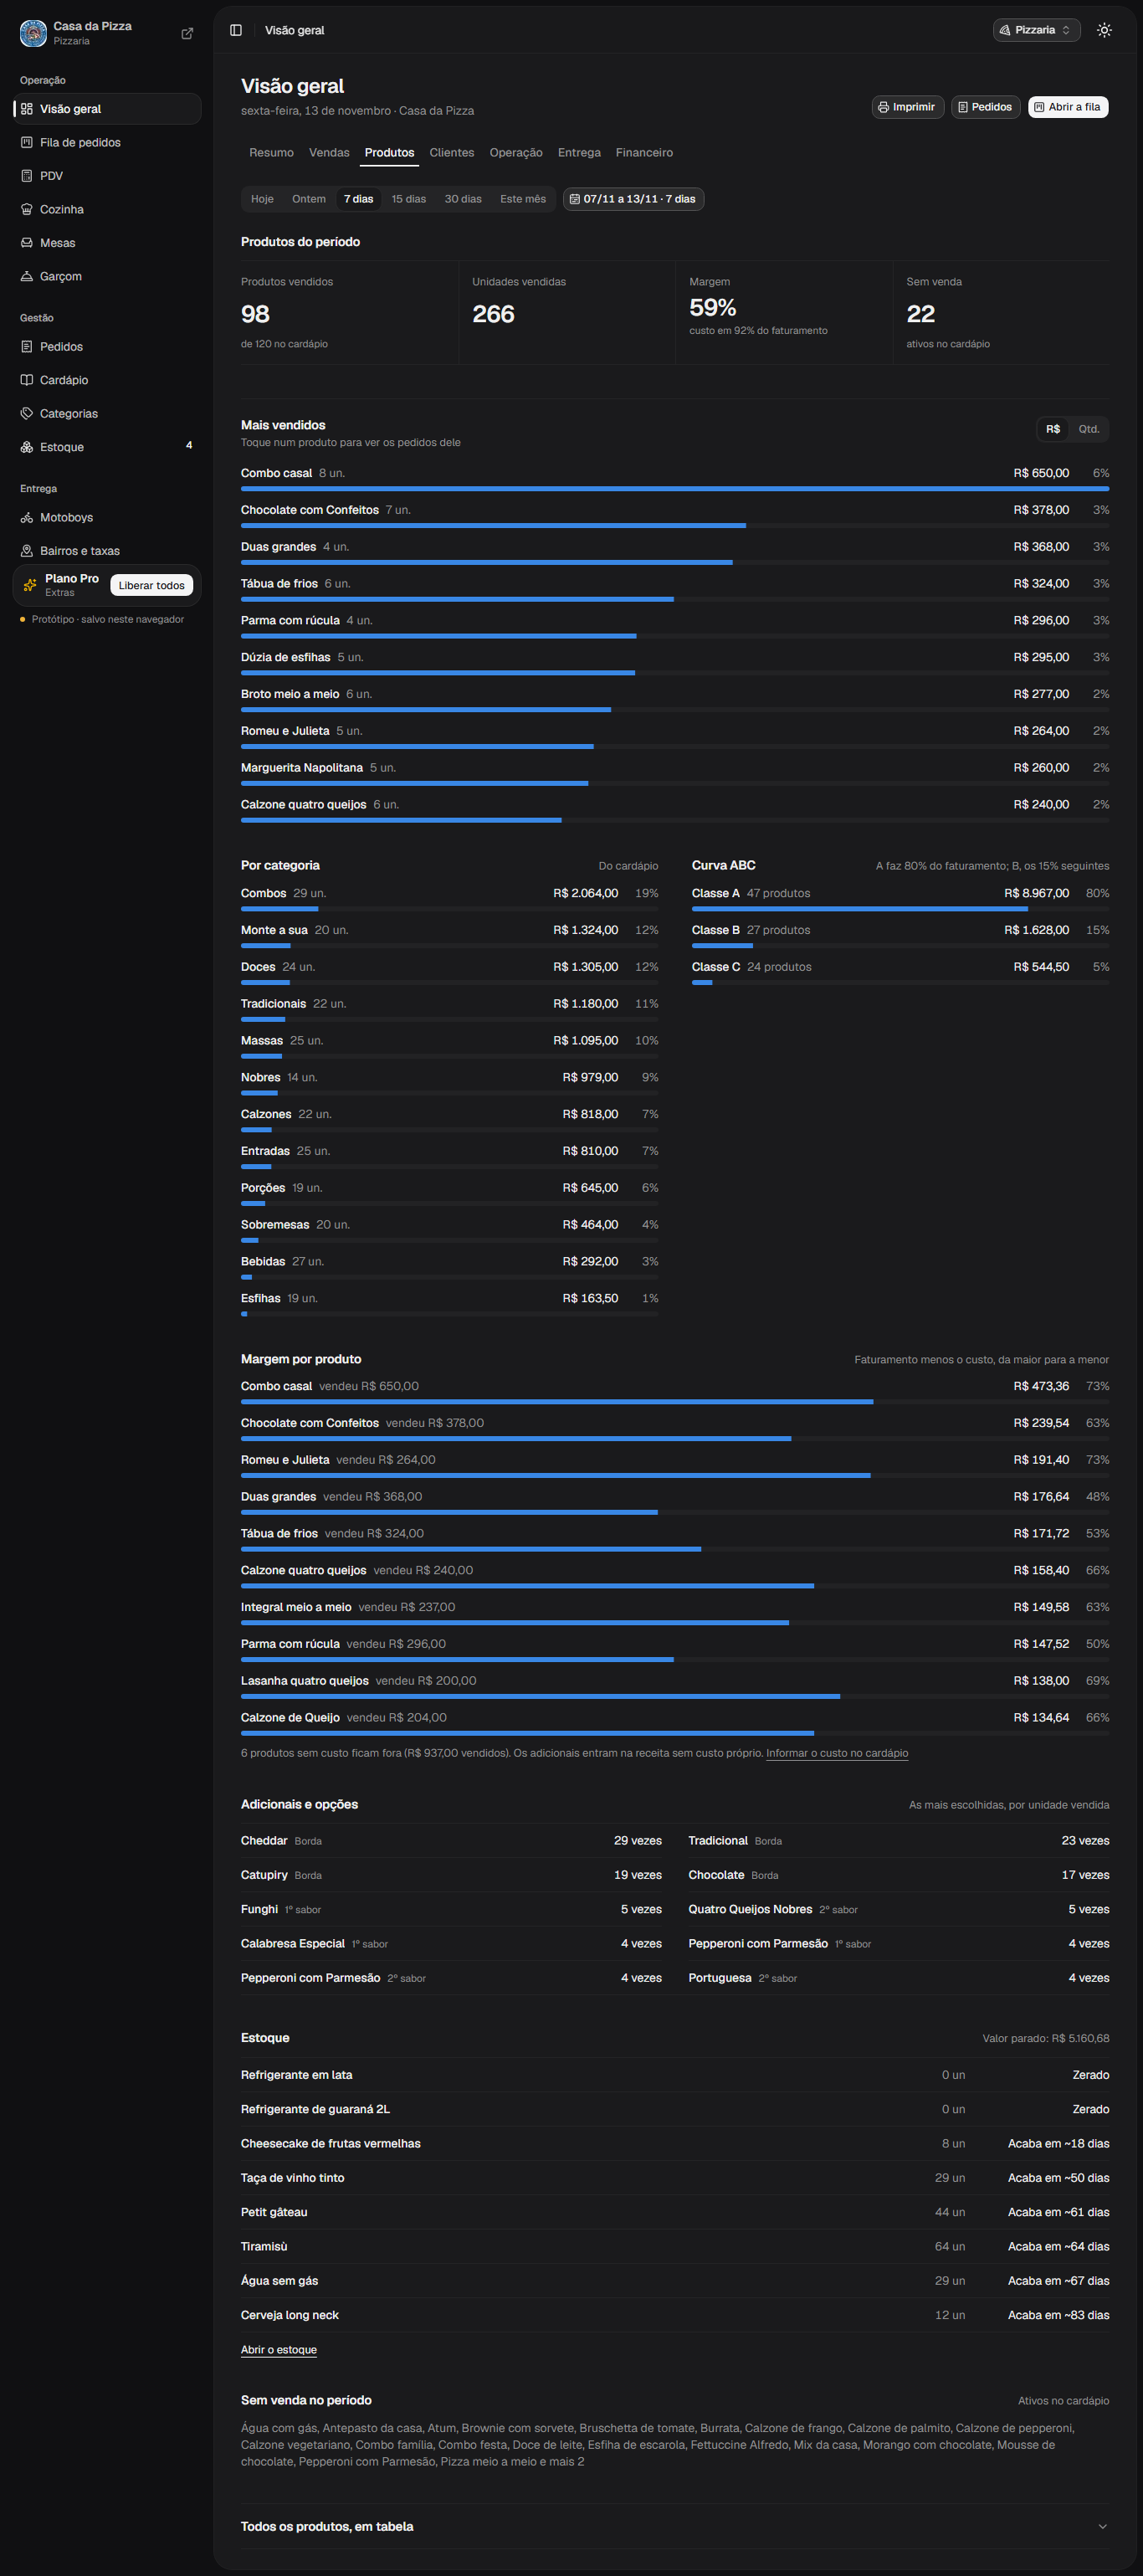 Casa da Pizza
Pizzaria
Operação
Visão geral
Fila de pedidos
PDV
Cozinha
Mesas
Garçom
Gestão
Pedidos
Cardápio
Categorias
Estoque 4
Entrega
Motoboys
Bairros e taxas
Plano Pro
Extras
Liberar todos
Protótipo · salvo neste navegador
Visão geral
Pizzaria
Visão geral
sexta-feira, 13 de novembro · Casa da Pizza
Imprimir Pedidos Abrir a fila
Resumo Vendas Produtos Clientes Operação Entrega Financeiro
Hoje Ontem 7 dias 15 dias 30 dias Este mês 07/11 a 13/11 · 7 dias
Produtos do período
Produtos vendidos
98
de 120 no cardápio
Unidades vendidas
266
Margem
59%
custo em 92% do faturamento
Sem venda
22
ativos no cardápio
Mais vendidos
Toque num produto para ver os pedidos dele
R$ Qtd.
Combo casal 8 un. R$ 650,00 6%
Chocolate com Confeitos 7 un. R$ 378,00 3%
Duas grandes 4 un. R$ 368,00 3%
Tábua de frios 6 un. R$ 324,00 3%
Parma com rúcula 4 un. R$ 296,00 3%
Dúzia de esfihas 5 un. R$ 295,00 3%
Broto meio a meio 6 un. R$ 277,00 2%
Romeu e Julieta 5 un. R$ 264,00 2%
Marguerita Napolitana 5 un. R$ 260,00 2%
Calzone quatro queijos 6 un. R$ 240,00 2%
Por categoria Do cardápio
Combos 29 un. R$ 2.064,00 19%
Monte a sua 20 un. R$ 1.324,00 12%
Doces 24 un. R$ 1.305,00 12%
Tradicionais 22 un. R$ 1.180,00 11%
Massas 25 un. R$ 1.095,00 10%
Nobres 14 un. R$ 979,00 9%
Calzones 22 un. R$ 818,00 7%
Entradas 25 un. R$ 810,00 7%
Porções 19 un. R$ 645,00 6%
Sobremesas 20 un. R$ 464,00 4%
Bebidas 27 un. R$ 292,00 3%
Esfihas 19 un. R$ 163,50 1%
Curva ABC A faz 80% do faturamento; B, os 15% seguintes
Classe A 47 produtos R$ 8.967,00 80%
Classe B 27 produtos R$ 1.628,00 15%
Classe C 24 produtos R$ 544,50 5%
Margem por produto Faturamento menos o custo, da maior para a menor
Combo casal vendeu R$ 650,00 R$ 473,36 73%
Chocolate com Confeitos vendeu R$ 378,00 R$ 239,54 63%
Romeu e Julieta vendeu R$ 264,00 R$ 191,40 73%
Duas grandes vendeu R$ 368,00 R$ 176,64 48%
Tábua de frios vendeu R$ 324,00 R$ 171,72 53%
Calzone quatro queijos vendeu R$ 240,00 R$ 158,40 66%
Integral meio a meio vendeu R$ 237,00 R$ 149,58 63%
Parma com rúcula vendeu R$ 296,00 R$ 147,52 50%
Lasanha quatro queijos vendeu R$ 200,00 R$ 138,00 69%
Calzone de Queijo vendeu R$ 204,00 R$ 134,64 66%
6 produtos sem custo ficam fora (R$ 937,00 vendidos). Os adicionais entram na receita sem custo próprio. Informar o custo no cardápio
Adicionais e opções As mais escolhidas, por unidade vendida
Cheddar Borda 29 vezes Tradicional Borda 23 vezes
Catupiry Borda 19 vezes Chocolate Borda 17 vezes
Funghi 1º sabor 5 vezes Quatro Queijos Nobres 2º sabor 5 vezes
Calabresa Especial 1º sabor 4 vezes Pepperoni com Parmesão 1º sabor 4 vezes
Pepperoni com Parmesão 2º sabor 4 vezes Portuguesa 2º sabor 4 vezes
Estoque Valor parado: R$ 5.160,68
Refrigerante em lata 0 un Zerado
Refrigerante de guaraná 2L 0 un Zerado
Cheesecake de frutas vermelhas 8 un Acaba em ~18 dias
Taça de vinho tinto 29 un Acaba em ~50 dias
Petit gâteau 44 un Acaba em ~61 dias
Tiramisù 64 un Acaba em ~64 dias
Água sem gás 29 un Acaba em ~67 dias
Cerveja long neck 12 un Acaba em ~83 dias
Abrir o estoque
Sem venda no período Ativos no cardápio
Água com gás, Antepasto da casa, Atum, Brownie com sorvete, Bruschetta de tomate, Burrata, Calzone de frango, Calzone de palmito, Calzone de pepperoni,
Calzone vegetariano, Combo família, Combo festa, Doce de leite, Esfiha de escarola, Fettuccine Alfredo, Mix da casa, Morango com chocolate, Mousse de
chocolate, Pepperoni com Parmesão, Pizza meio a meio e mais 2
Todos os produtos, em tabela